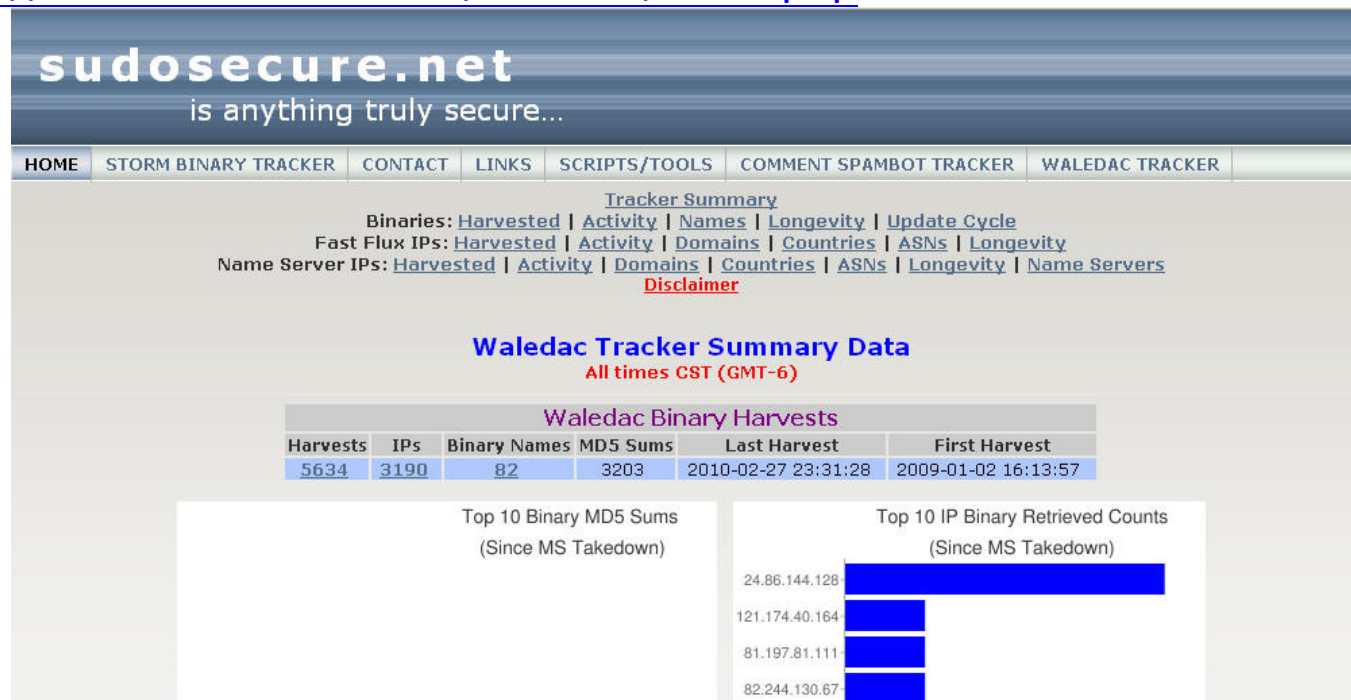 sudosecure.net
is anything truly secure...
HOME STORM BINARY TRACKER CONTACT LINKS SCRIPTS/TOOLS COMMENT SPAMBOT TRACKER WALEDAC TRACKER
Tracker Summary
Binaries: Harvested | Activity | Names | Longevity | Update Cycle
Fast Flux IPs: Harvested | Activity | Domains | Countries | ASNs | Longevity
Name Server IPs: Harvested | Activity | Domains | Countries | ASNs | Longevity | Name Servers
Disclaimer
Waledac Tracker Summary Data
All times CST (GMT-6)
Waledac Binary Harvests
Harvests IPs Binary Names MD5 Sums Last Harvest First Harvest
5634 3190 82 3203 2010-02-27 23:31:28 2009-01-02 16:13:57
Top 10 Binary MD5 Sums
(Since MS Takedown)
Top 10 IP Binary Retrieved Counts
(Since MS Takedown)
24.86.144.128
121.174.40.164
81.197.81.111
82.244.130.67